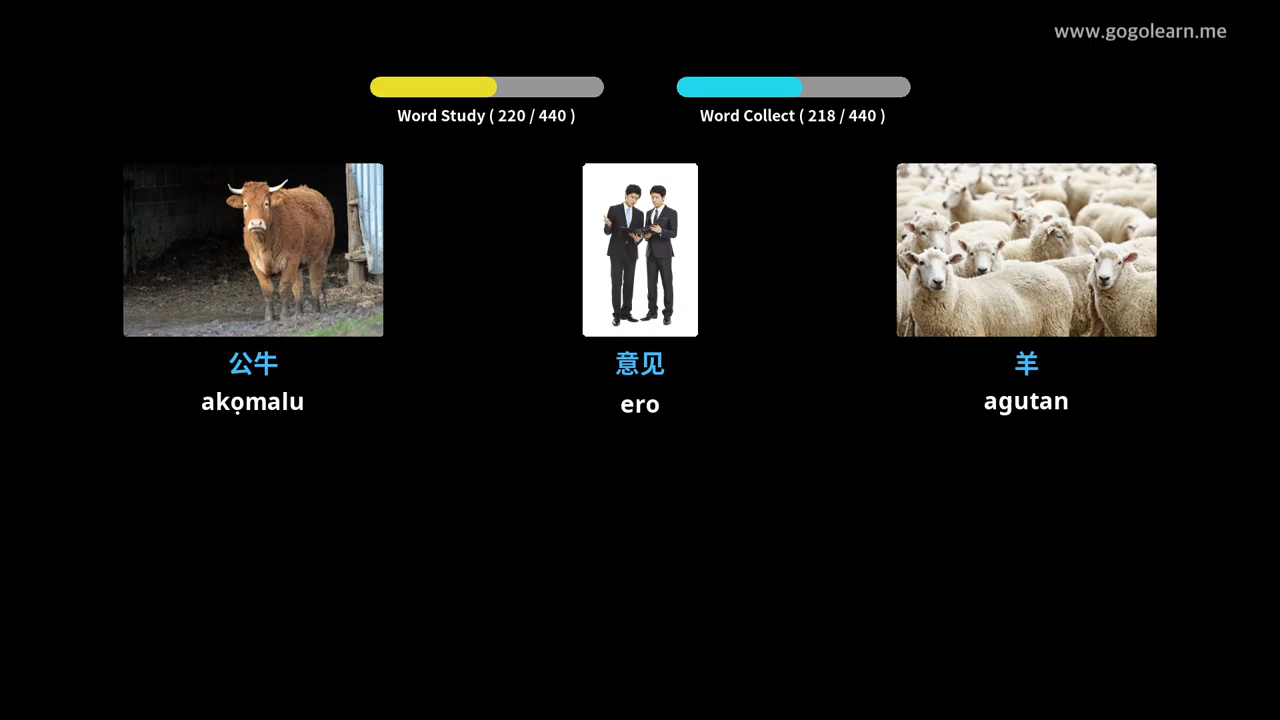 www.gogolearn.me
Word Study ( 220 / 440 )
Word Collect ( 218 / 440 )
公牛
意见
羊
akọmalu
ero
agutan